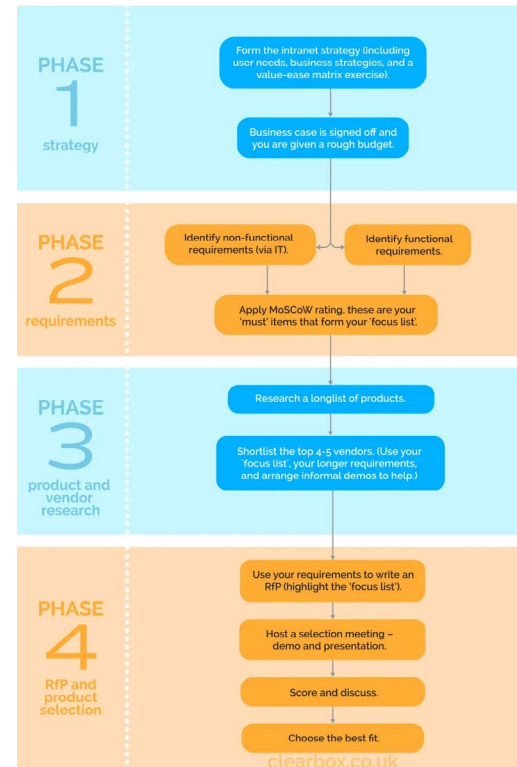 PHASE
1
strategy
Form the intranet strategy (including
user needs, business strategies, and a
value-ease matrix exercise).
Business case is signed off and
you are given a rough budget.
PHASE
2
requirements
Identify non-functional
requirements (via IT).
Identify functional
requirements.
Apply MoSCoW rating, these are your
'must' items that form your 'focus list'.
PHASE
3
product and
vendor
research
Research a longlist of products.
Shortlist the top 4-5 vendors. (Use your
'focus list', your longer requirements,
and arrange informal demos to help.)
PHASE
4
RfP and
product
selection
Use your requirements to write an
RfP (highlight the 'focus list').
Host a selection meeting –
demo and presentation.
Score and discuss.
Choose the best fit.
clearbox.co.uk